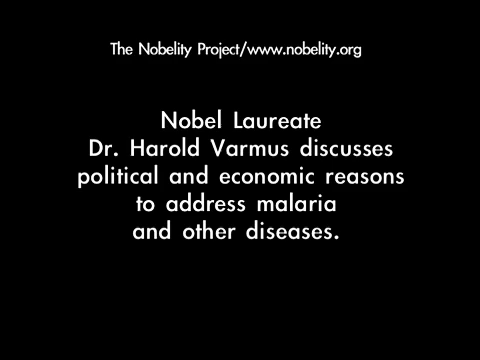 The Nobelity Project/www.nobelity.org
Nobel Laureate
Dr. Harold Varmus discusses
political and economic reasons
to address malaria
and other diseases.